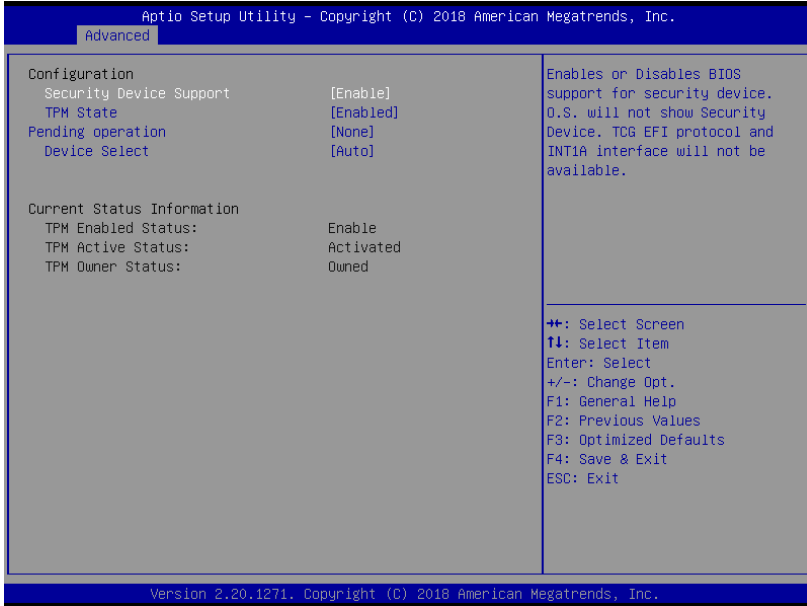 Aptio Setup Utility – Copyright (C) 2018 American Megatrends, Inc.
Advanced
Configuration
Security Device Support [Enable]
TPM State [Enabled]
Pending operation [None]
Device Select [Auto]
Current Status Information
TPM Enabled Status: Enable
TPM Active Status: Activated
TPM Owner Status: Owned
Enables or Disables BIOS
support for security device.
O.S. will not show Security
Device. TCG EFI protocol and
INT1A interface will not be
available.
→←: Select Screen
↑↓: Select Item
Enter: Select
+/-: Change Opt.
F1: General Help
F2: Previous Values
F3: Optimized Defaults
F4: Save & Exit
ESC: Exit
Version 2.20.1271. Copyright (C) 2018 American Megatrends, Inc.